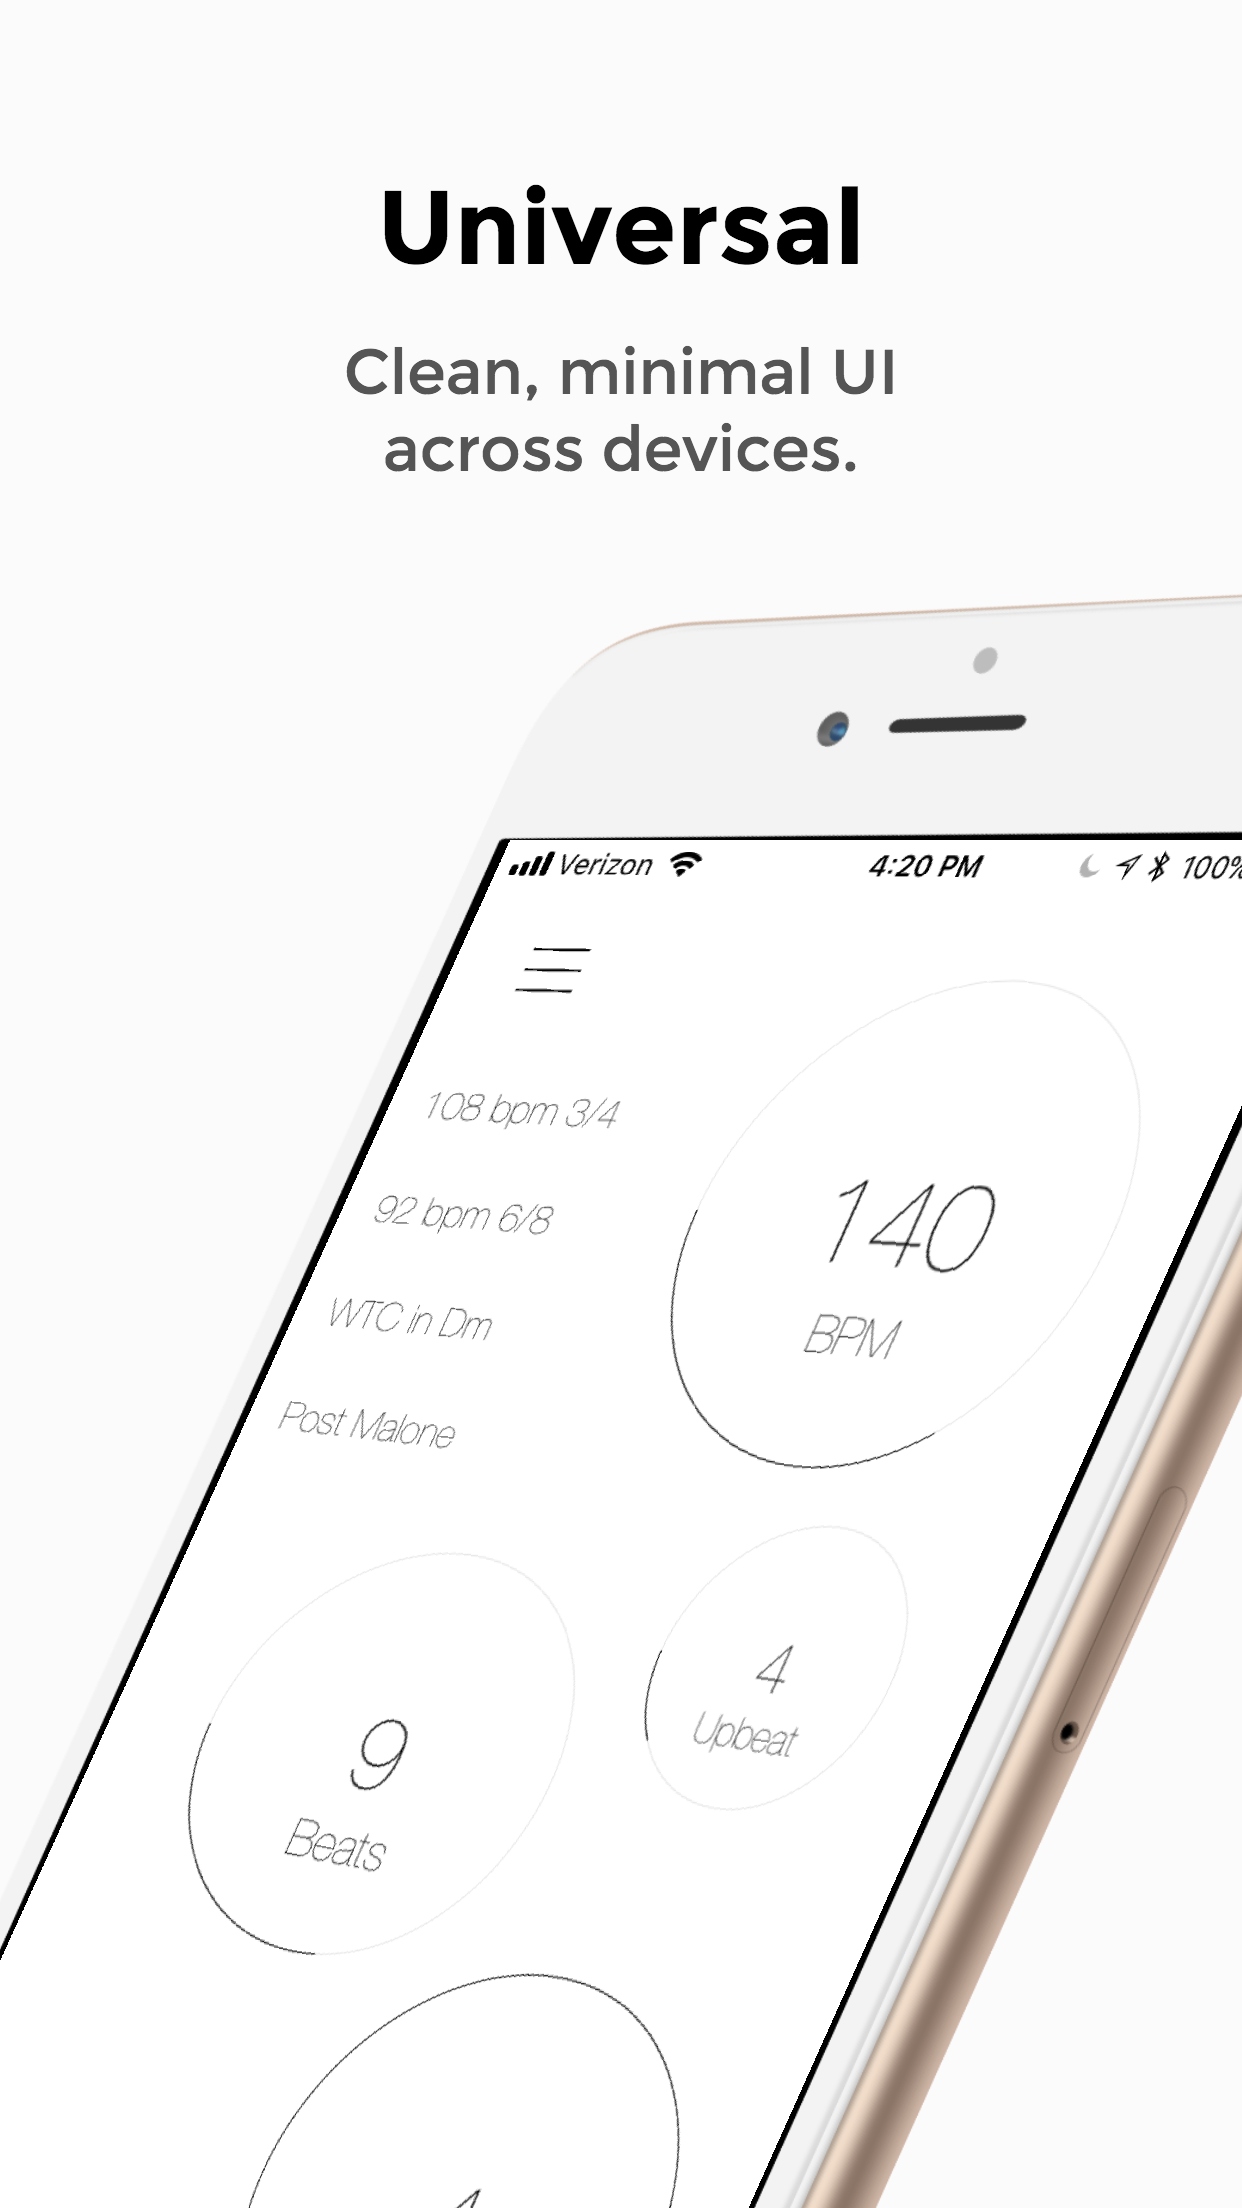 Universal
Clean, minimal UI
across devices.
Verizon 4:20 PM 100%
108 bpm 3/4
92 bpm 6/8
WTC in Dm
Post Malone
140
BPM
4
Upbeat
9
Beats